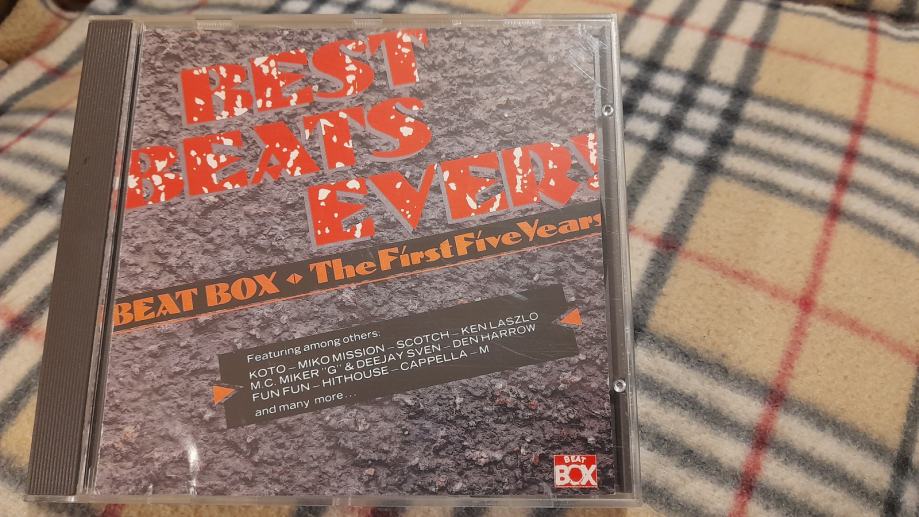 BEST
BEATS
EVER!
BEAT BOX ♦ The First Five Years
Featuring among others:
KOTO – MIKO MISSION – SCOTCH – KEN LASZLO
M.C. MIKER "G" & DEEJAY SVEN – DEN HARROW
FUN FUN – HITHOUSE – CAPPELLA – M
and many more...
BEAT
BOX